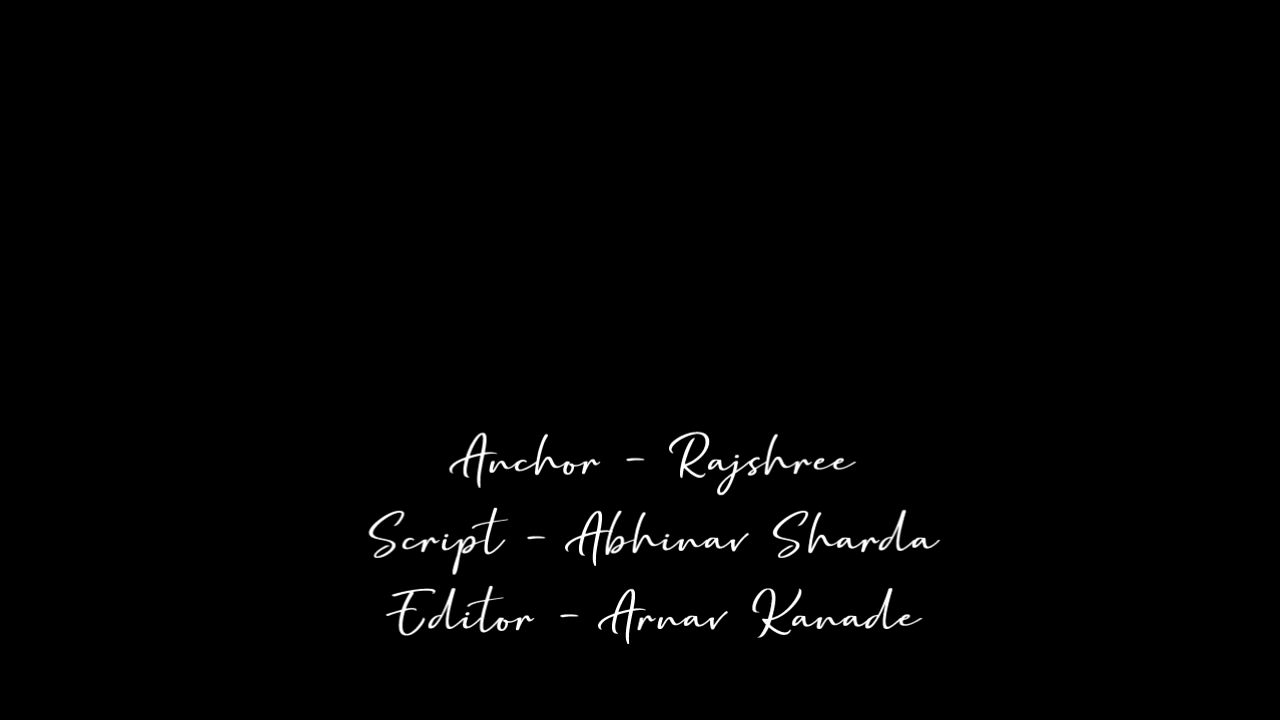 Anchor - Rajshree
Script - Abhinav Sharda
Editor - Arnav Kanade